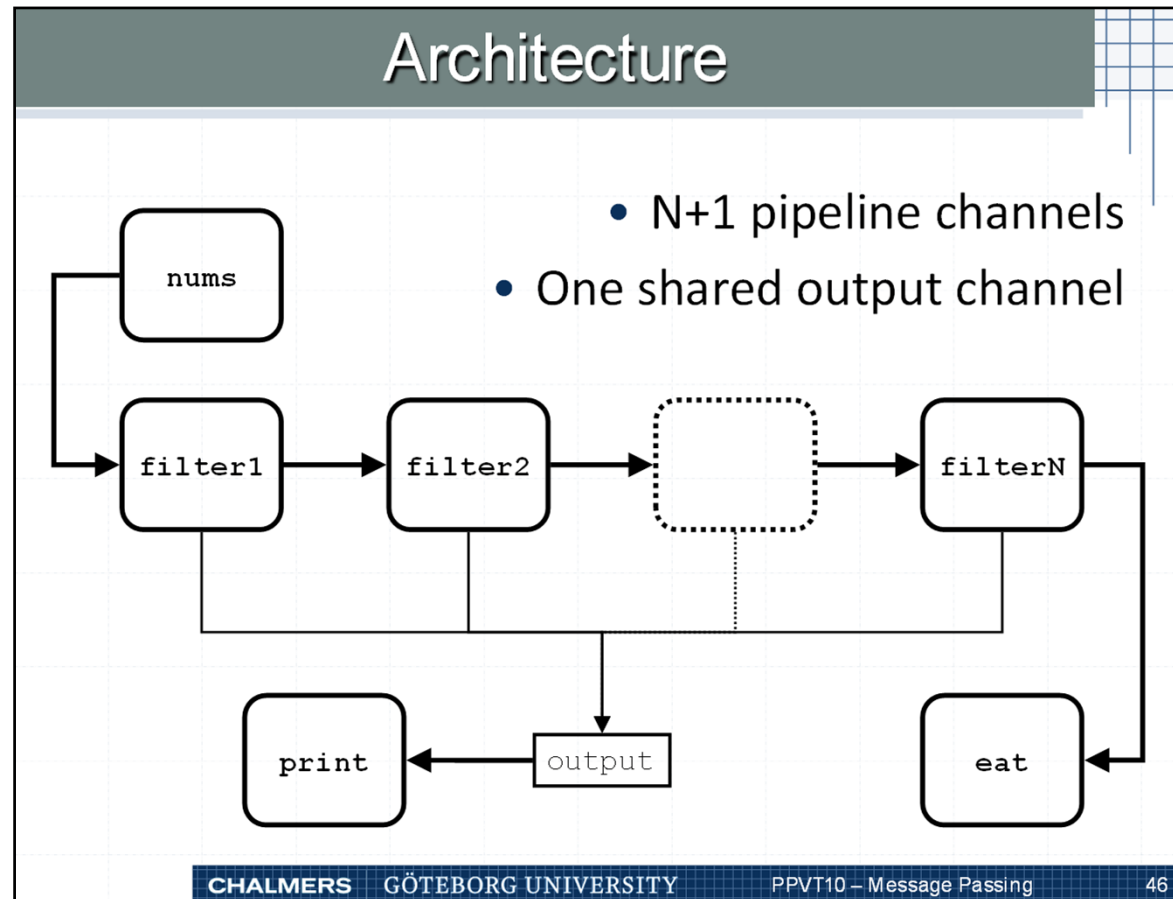 Architecture
• N+1 pipeline channels
• One shared output channel
nums
filter1
filter2
filterN
print
output
eat
CHALMERS GÖTEBORG UNIVERSITY PPVT10 – Message Passing 46